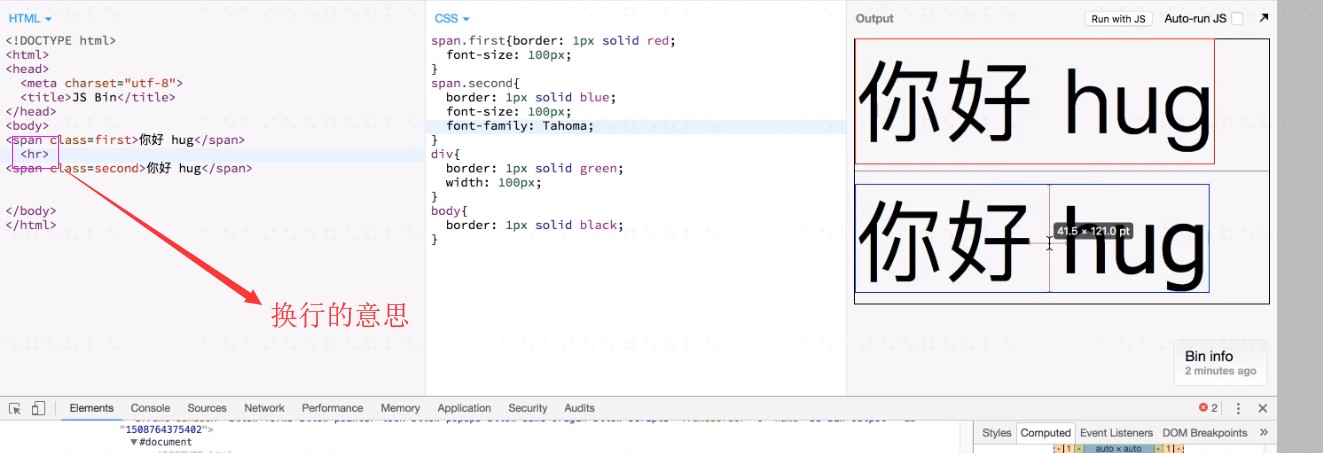 HTML
<!DOCTYPE html>
<html>
<head>
<meta charset="utf-8">
<title>JS Bin</title>
</head>
<body>
<span class=first>你好 hug</span>
<hr>
<span class=second>你好 hug</span>
</body>
</html>
换行的意思
CSS
span.first{border: 1px solid red;
font-size: 100px;
}
span.second{
border: 1px solid blue;
font-size: 100px;
font-family: Tahoma;
}
div{
border: 1px solid green;
width: 100px;
}
body{
border: 1px solid black;
}
Output Run with JS Auto-run JS
你好 hug
你好 hug
41.5 × 121.0 pt
Bin info
2 minutes ago
Elements Console Sources Network Performance Memory Application Security Audits 2
"1508764375402">
#document
Styles Computed Event Listeners DOM Breakpoints
auto × auto